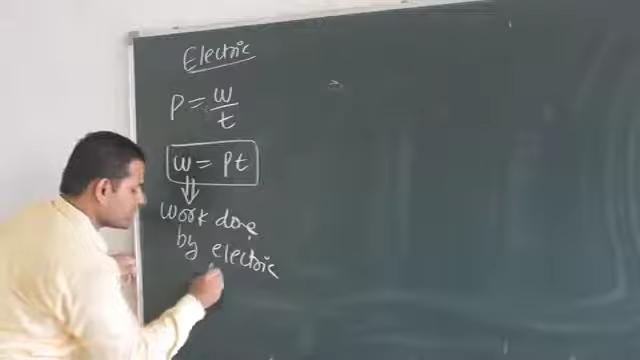 Electric
P = w/t
w = Pt
work done
by electric